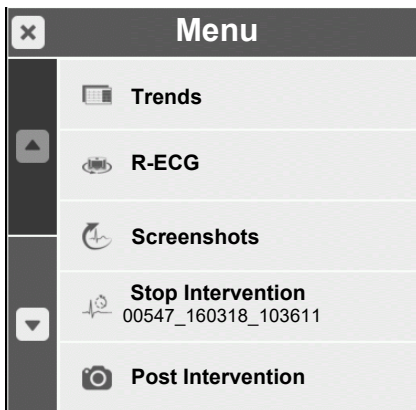 Menu
Trends
R-ECG
Screenshots
Stop Intervention
00547_160318_103611
Post Intervention